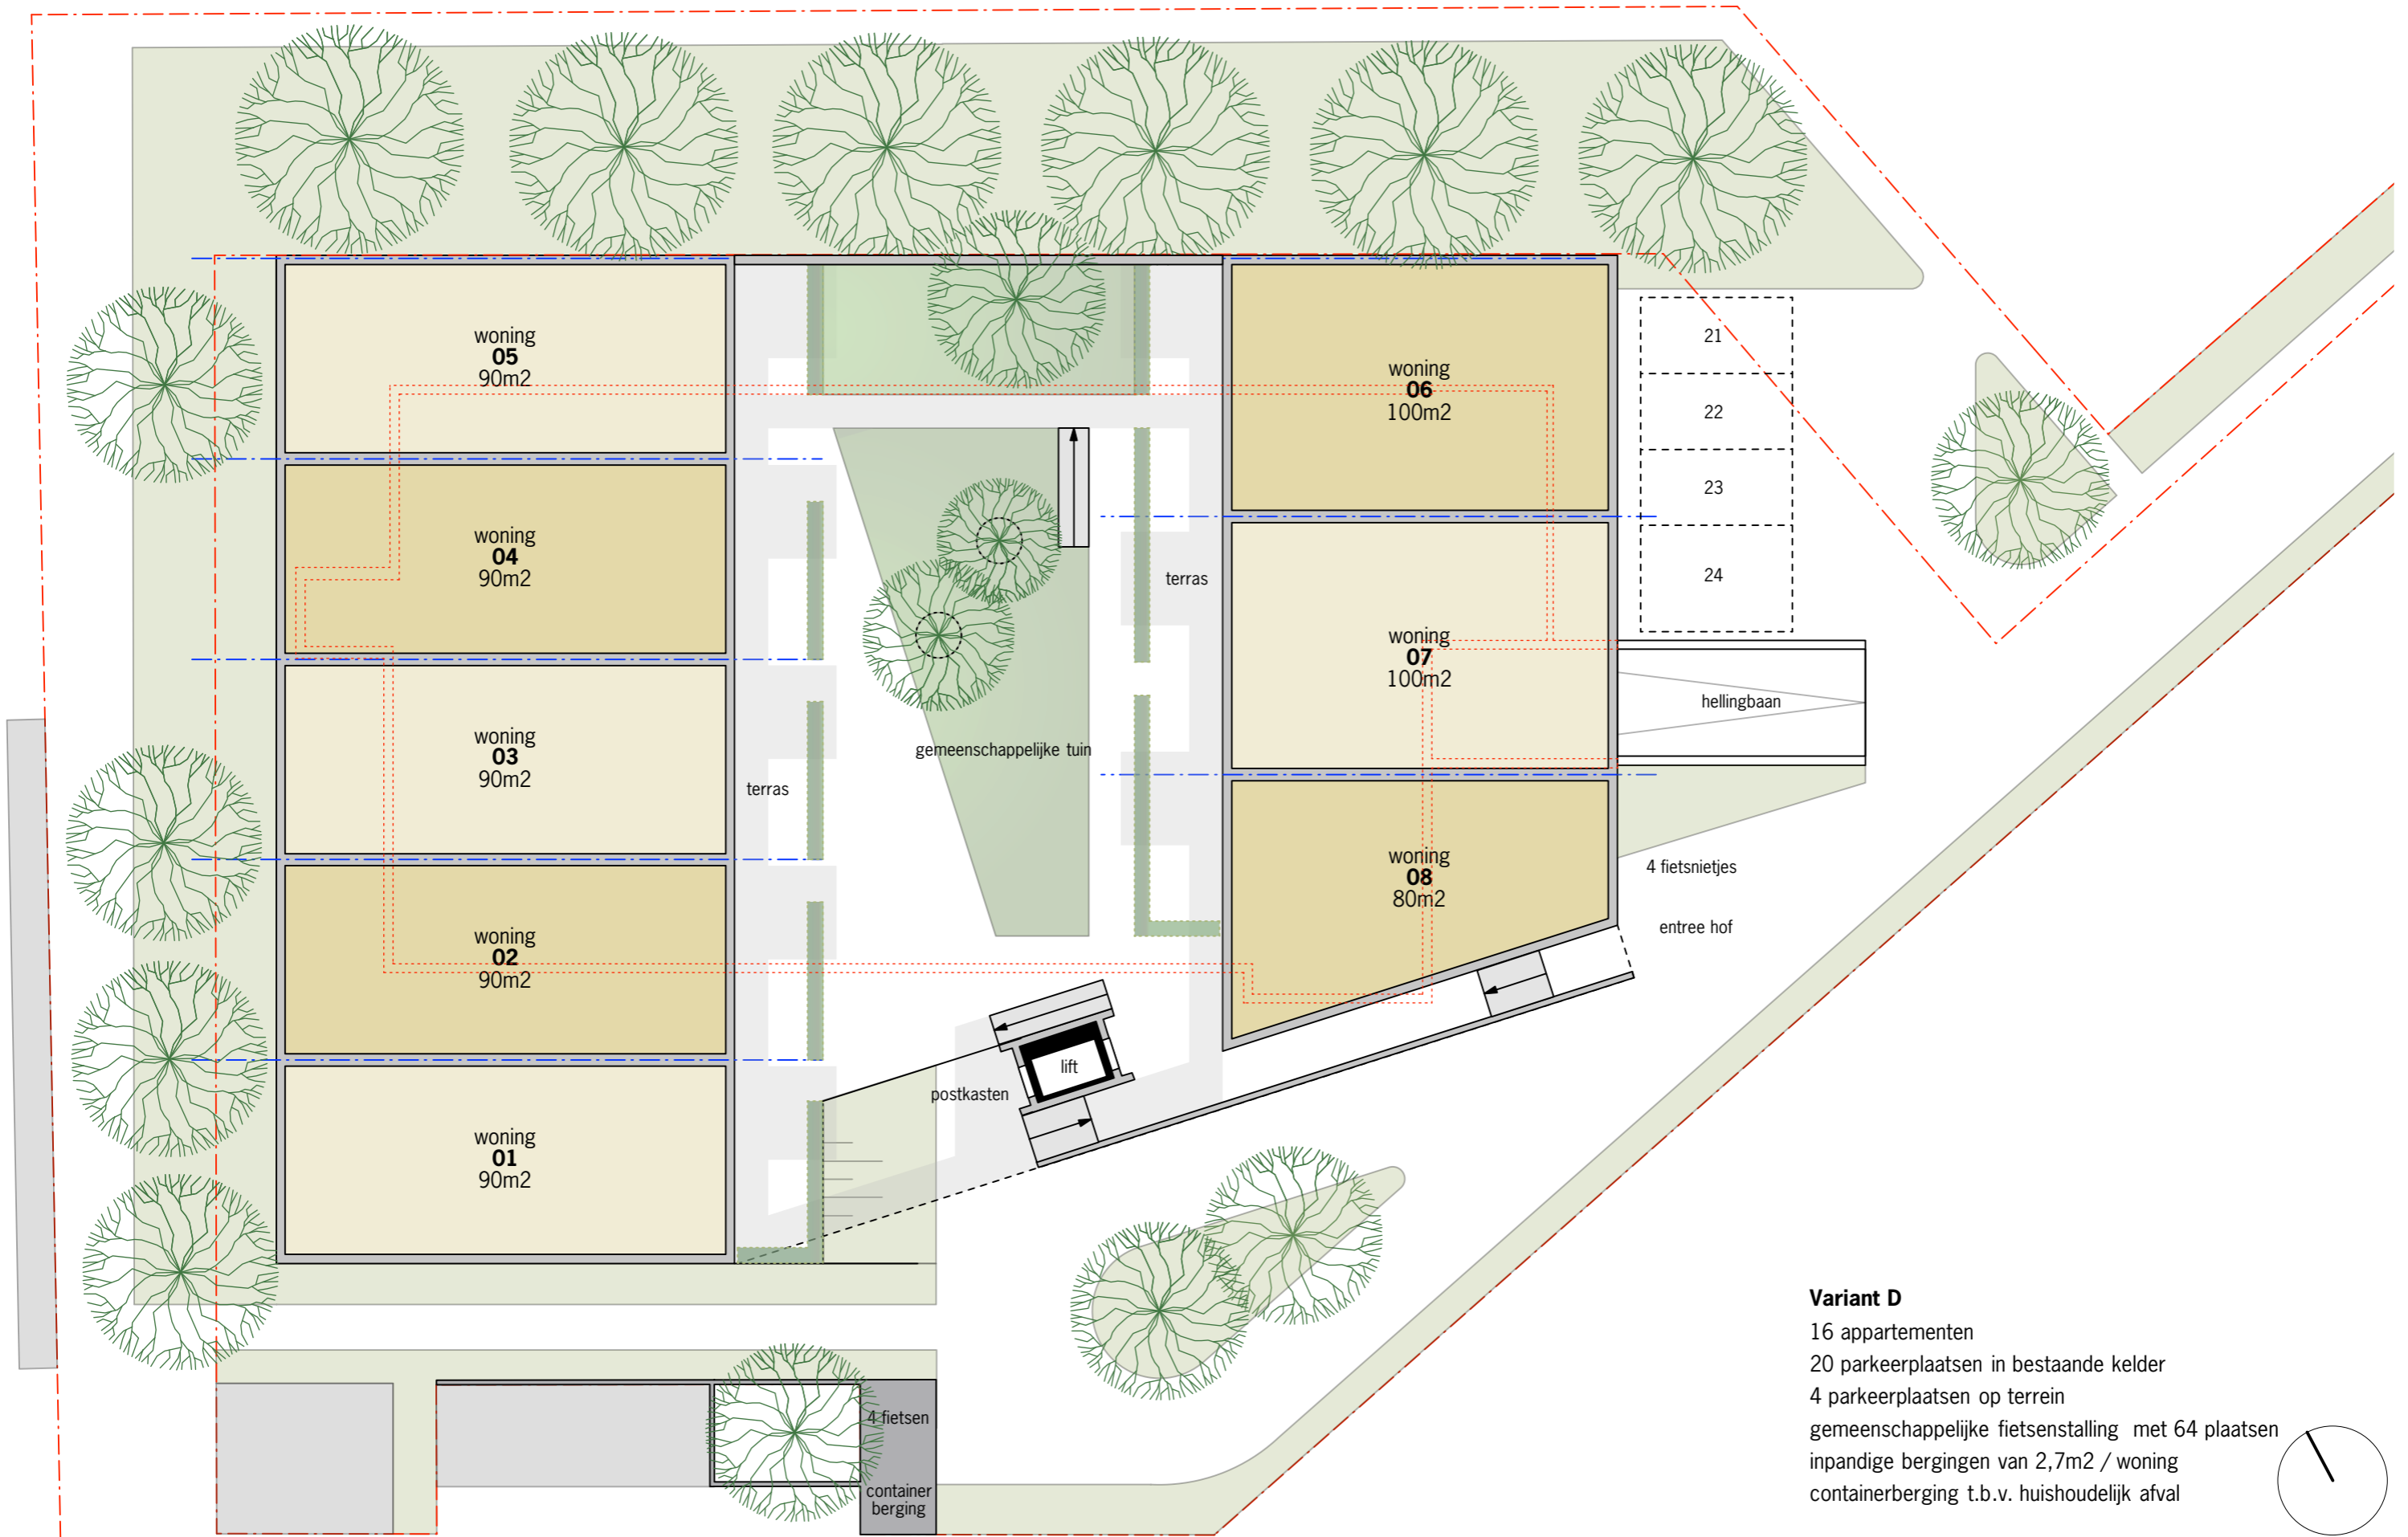 woning
05
90m2
woning
04
90m2
woning
03
90m2
woning
02
90m2
woning
01
90m2
terras
gemeenschappelijke tuin
terras
woning
06
100m2
woning
07
100m2
woning
08
80m2
21
22
23
24
hellingbaan
4 fietsnietjes
entree hof
lift
postkasten
4 fietsen
container
berging
Variant D
16 appartementen
20 parkeerplaatsen in bestaande kelder
4 parkeerplaatsen op terrein
gemeenschappelijke fietsenstalling met 64 plaatsen
inpandige bergingen van 2,7m2 / woning
containerberging t.b.v. huishoudelijk afval